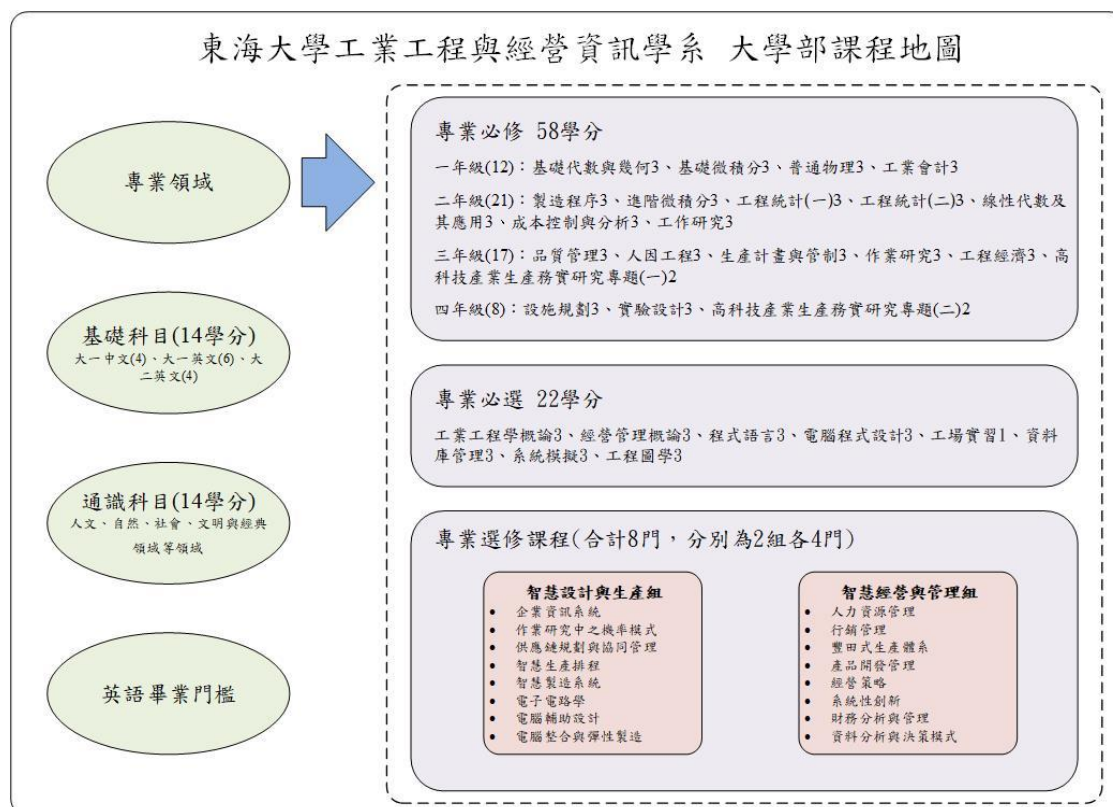 東海大學工業工程與經營資訊學系 大學部課程地圖
專業領域
基礎科目(14學分)
大一中文(4)、大一英文(6)、大
二英文(4)
通識科目(14學分)
人文、自然、社會、文明與經典
領域等領域
英語畢業門檻
專業必修 58學分
一年級(12)：基礎代數與幾何3、基礎微積分3、普通物理3、工業會計3
二年級(21)：製造程序3、進階微積分3、工程統計(一)3、工程統計(二)3、線性代數及
其應用3、成本控制與分析3、工作研究3
三年級(17)：品質管理3、人因工程3、生產計畫與管制3、作業研究3、工程經濟3、高
科技產業生產務實研究專題(一)2
四年級(8)：設施規劃3、實驗設計3、高科技產業生產務實研究專題(二)2
專業必選 22學分
工業工程學概論3、經營管理概論3、程式語言3、電腦程式設計3、工場實習1、資料
庫管理3、系統模擬3、工程圖學3
專業選修課程(合計8門，分別為2組各4門)
智慧設計與生產組
• 企業資訊系統
• 作業研究中之機率模式
• 供應鏈規劃與協同管理
• 智慧生產排程
• 智慧製造系統
• 電子電路學
• 電腦輔助設計
• 電腦整合與彈性製造
智慧經營與管理組
• 人力資源管理
• 行銷管理
• 豐田式生產體系
• 產品開發管理
• 經營策略
• 系統性創新
• 財務分析與管理
• 資料分析與決策模式